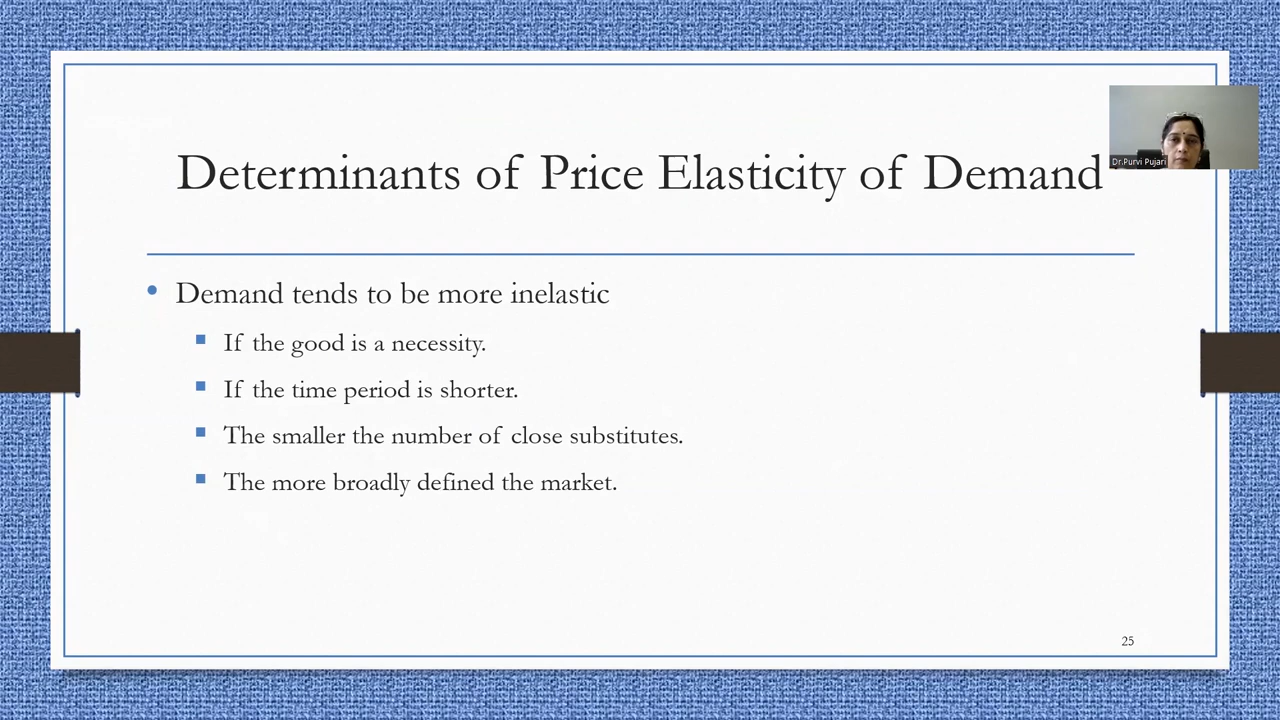 Determinants of Price Elasticity of Demand
Dr.Purvi Pujari
Demand tends to be more inelastic
If the good is a necessity.
If the time period is shorter.
The smaller the number of close substitutes.
The more broadly defined the market.
25